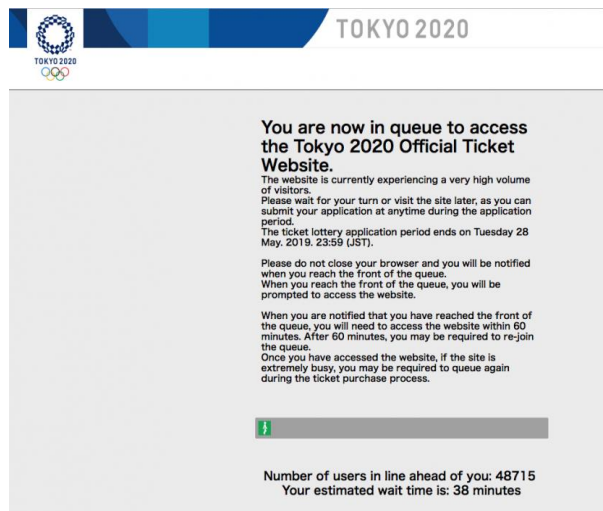 TOKYO 2020
TOKYO 2020
You are now in queue to access
the Tokyo 2020 Official Ticket
Website.
The website is currently experiencing a very high volume
of visitors.
Please wait for your turn or visit the site later, as you can
submit your application at anytime during the application
period.
The ticket lottery application period ends on Tuesday 28
May. 2019. 23:59 (JST).
Please do not close your browser and you will be notified
when you reach the front of the queue.
When you reach the front of the queue, you will be
prompted to access the website.
When you are notified that you have reached the front of
the queue, you will need to access the website within 60
minutes. After 60 minutes, you may be required to re-join
the queue.
Once you have accessed the website, if the site is
extremely busy, you may be required to queue again
during the ticket purchase process.
Number of users in line ahead of you: 48715
Your estimated wait time is: 38 minutes